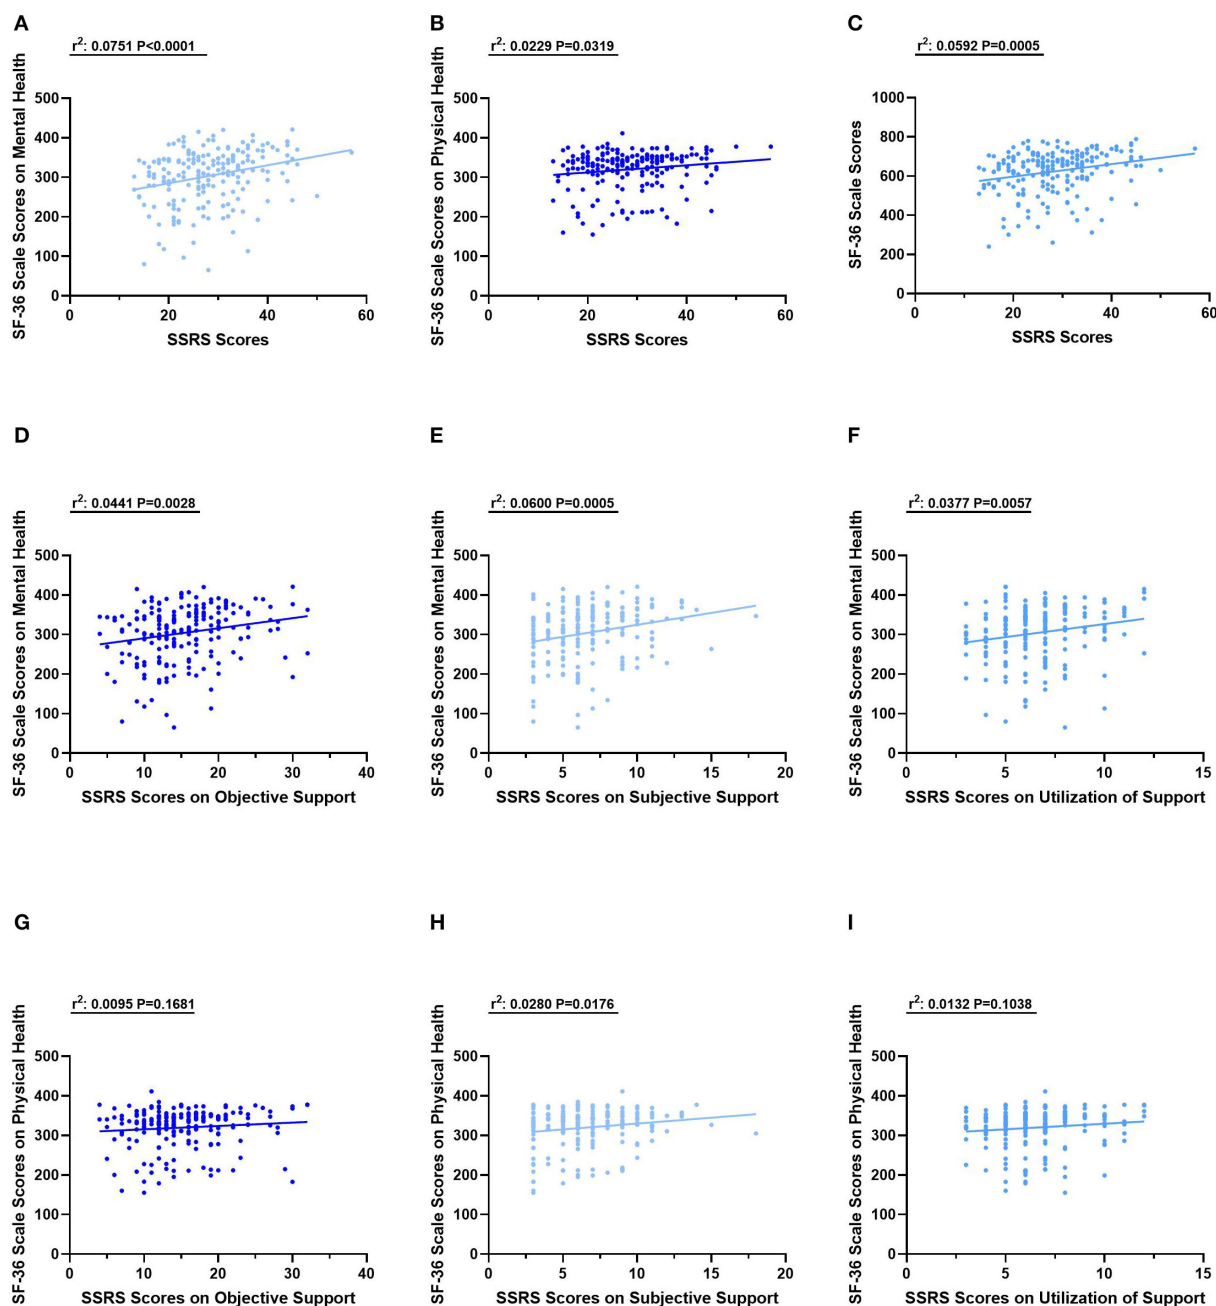 A
r²: 0.0751 P<0.0001
SF-36 Scale Scores on Mental Health
500
400
300
200
100
0
0
20
40
60
SSRS Scores
B
r²: 0.0229 P=0.0319
SF-36 Scale Scores on Physical Health
500
400
300
200
100
0
0
20
40
60
SSRS Scores
C
r²: 0.0592 P=0.0005
SF-36 Scale Scores
1000
800
600
400
200
0
0
20
40
60
SSRS Scores
D
r²: 0.0441 P=0.0028
SF-36 Scale Scores on Mental Health
500
400
300
200
100
0
0
10
20
30
40
SSRS Scores on Objective Support
E
r²: 0.0600 P=0.0005
SF-36 Scale Scores on Mental Health
500
400
300
200
100
0
0
5
10
15
20
SSRS Scores on Subjective Support
F
r²: 0.0377 P=0.0057
SF-36 Scale Scores on Mental Health
500
400
300
200
100
0
0
5
10
15
SSRS Scores on Utilization of Support
G
r²: 0.0095 P=0.1681
SF-36 Scale Scores on Physical Health
500
400
300
200
100
0
0
10
20
30
40
SSRS Scores on Objective Support
H
r²: 0.0280 P=0.0176
SF-36 Scale Scores on Physical Health
500
400
300
200
100
0
0
5
10
15
20
SSRS Scores on Subjective Support
I
r²: 0.0132 P=0.1038
SF-36 Scale Scores on Physical Health
500
400
300
200
100
0
0
5
10
15
SSRS Scores on Utilization of Support